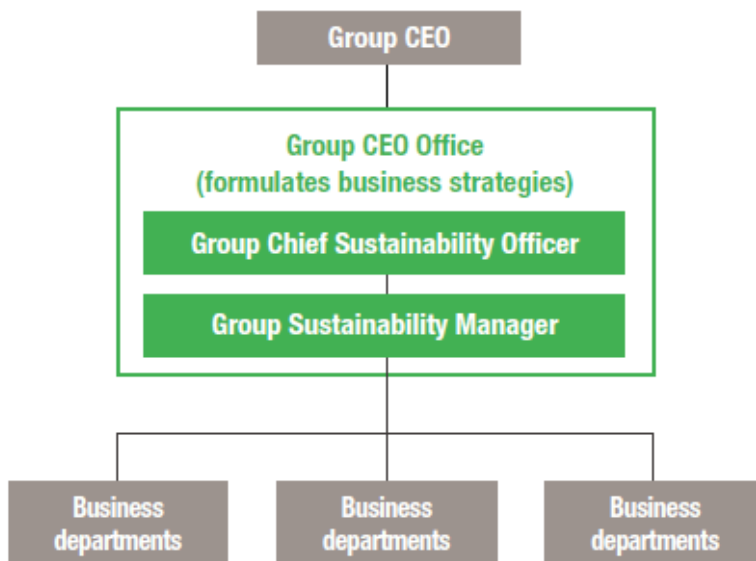 Group CEO
Group CEO Office
(formulates business strategies)
Group Chief Sustainability Officer
Group Sustainability Manager
Business
departments
Business
departments
Business
departments